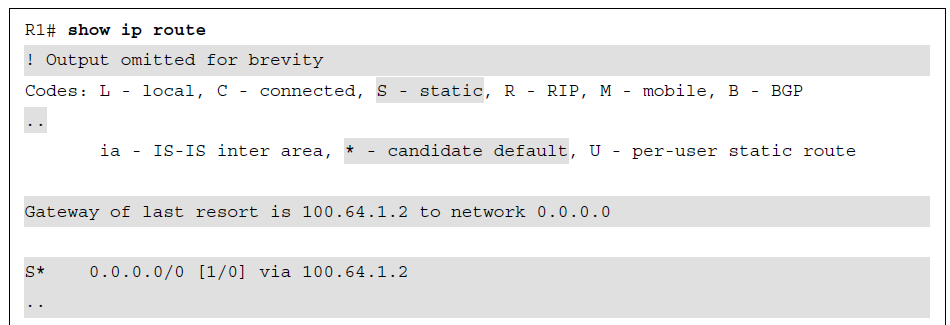 R1# show ip route
! Output omitted for brevity
Codes: L - local, C - connected, S - static, R - RIP, M - mobile, B - BGP
..
ia - IS-IS inter area, * - candidate default, U - per-user static route
Gateway of last resort is 100.64.1.2 to network 0.0.0.0
S* 0.0.0.0/0 [1/0] via 100.64.1.2
..